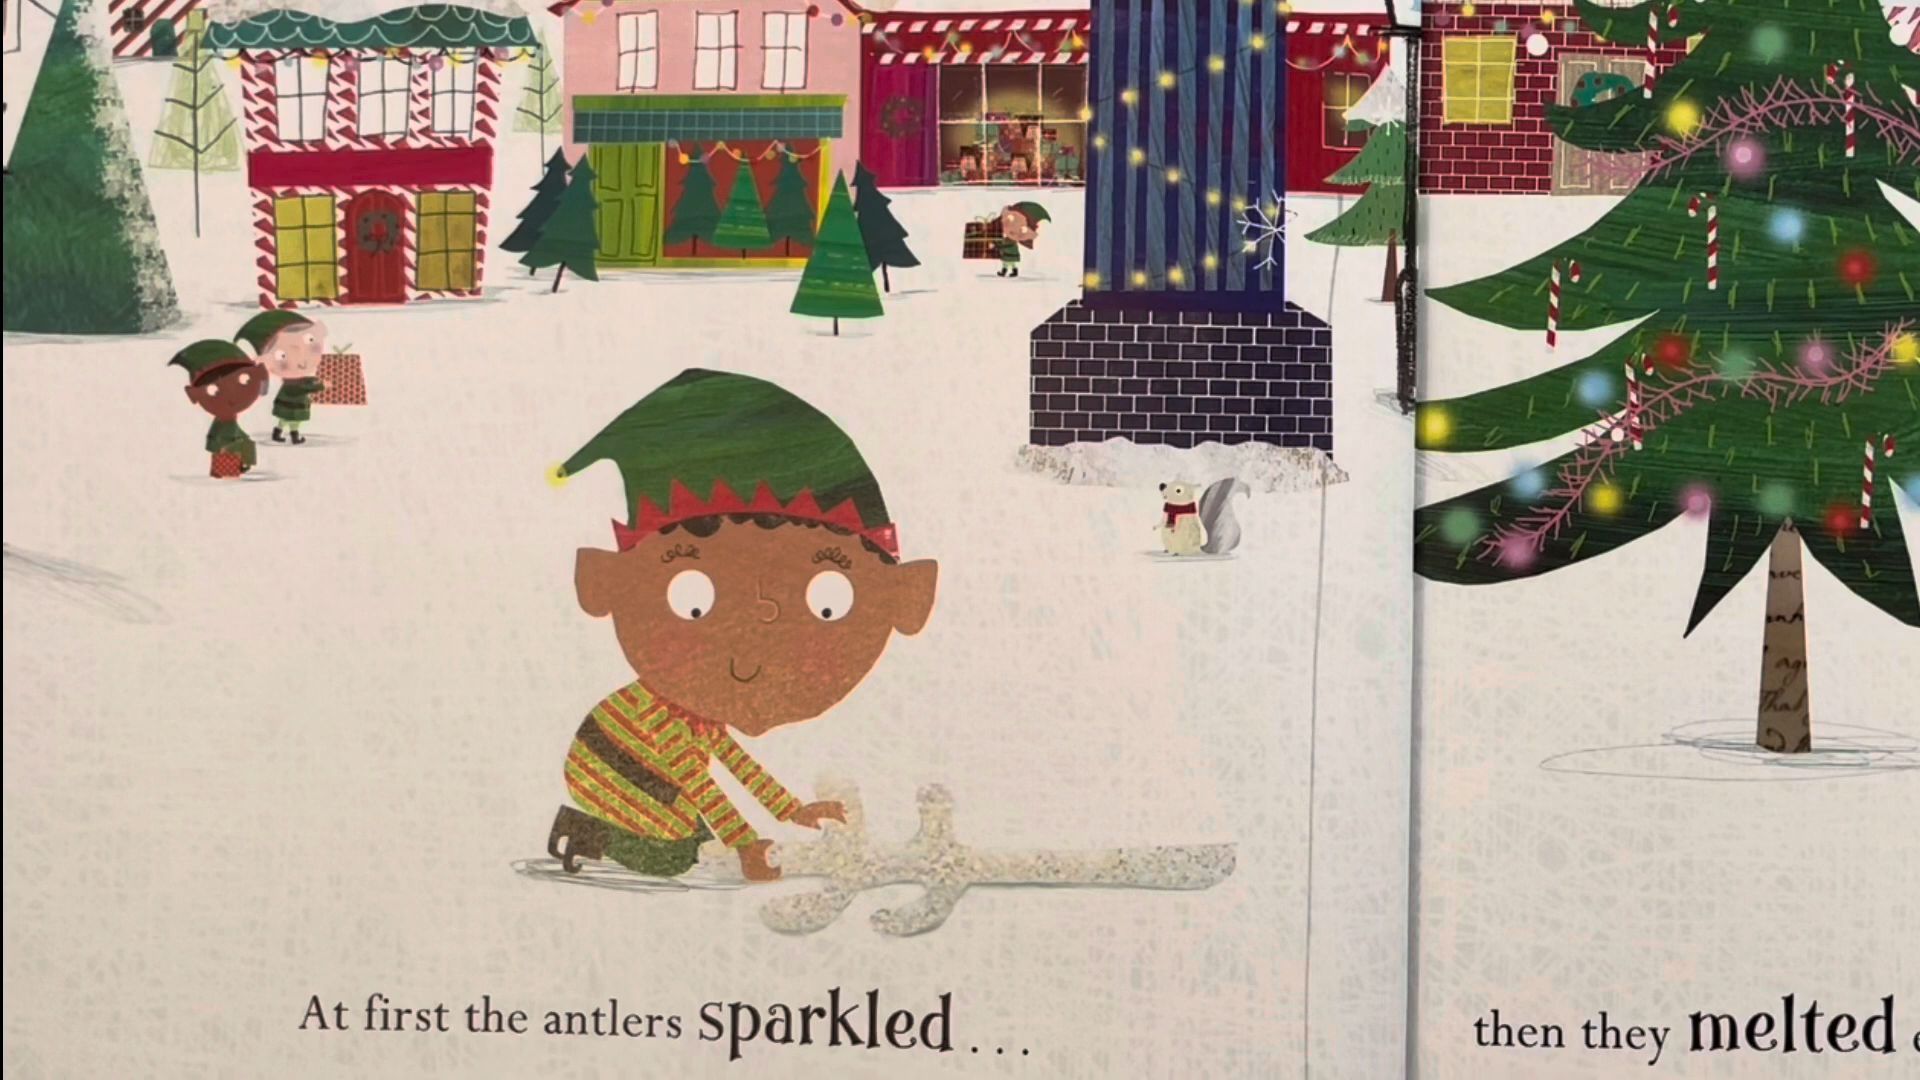 At first the antlers sparkled...
then they melted